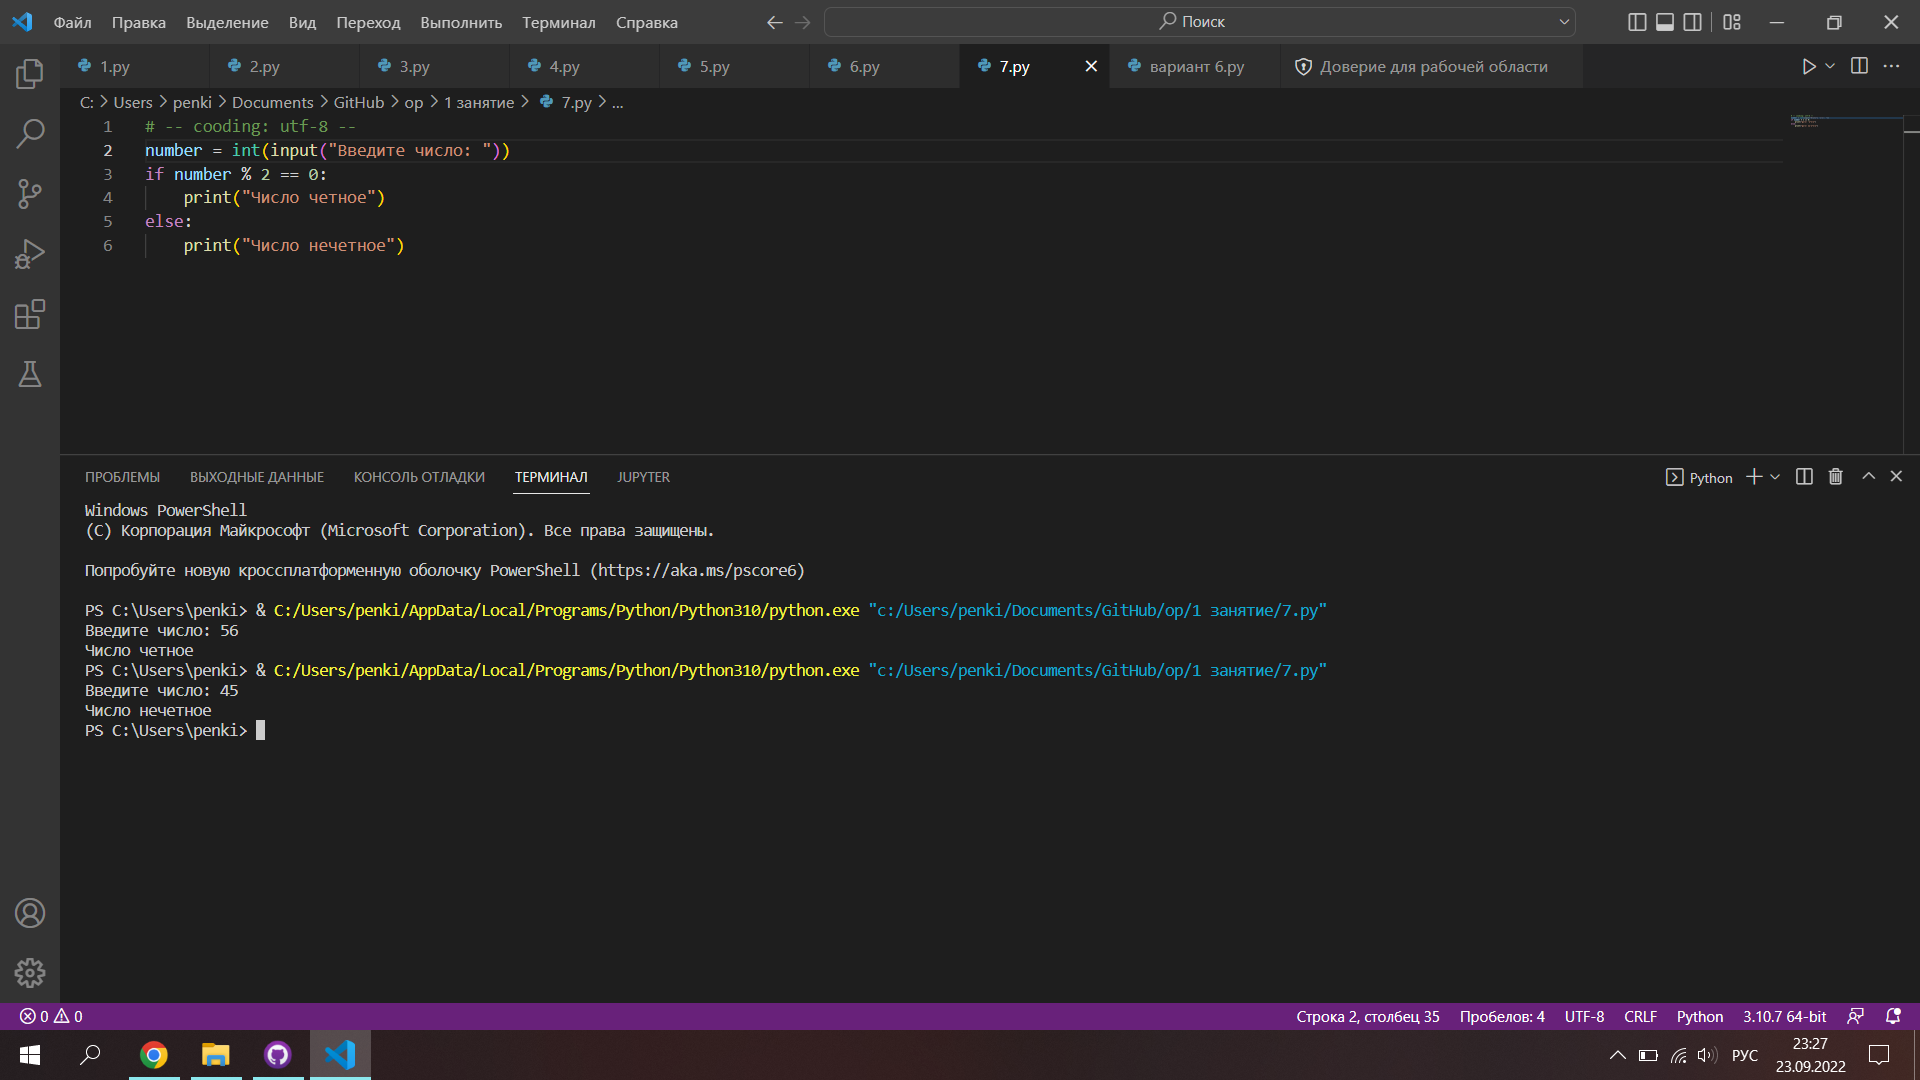 Файл Правка Выделение Вид Переход Выполнить Терминал Справка Поиск
1.py 2.py 3.py 4.py 5.py 6.py 7.py вариант 6.py Доверие для рабочей области
C: > Users > penki > Documents > GitHub > op > 1 занятие > 7.py > ...
1 # -- cooding: utf-8 --
2 number = int(input("Введите число: "))
3 if number % 2 == 0:
4 print("Число четное")
5 else:
6 print("Число нечетное")
ПРОБЛЕМЫ ВЫХОДНЫЕ ДАННЫЕ КОНСОЛЬ ОТЛАДКИ ТЕРМИНАЛ JUPYTER Python
Windows PowerShell
(C) Корпорация Майкрософт (Microsoft Corporation). Все права защищены.
Попробуйте новую кроссплатформенную оболочку PowerShell (https://aka.ms/pscore6)
PS C:\Users\penki> & C:/Users/penki/AppData/Local/Programs/Python/Python310/python.exe "c:/Users/penki/Documents/GitHub/op/1 занятие/7.py"
Введите число: 56
Число четное
PS C:\Users\penki> & C:/Users/penki/AppData/Local/Programs/Python/Python310/python.exe "c:/Users/penki/Documents/GitHub/op/1 занятие/7.py"
Введите число: 45
Число нечетное
PS C:\Users\penki>
0 0 Строка 2, столбец 35 Пробелов: 4 UTF-8 CRLF Python 3.10.7 64-bit
РУС 23:27
23.09.2022